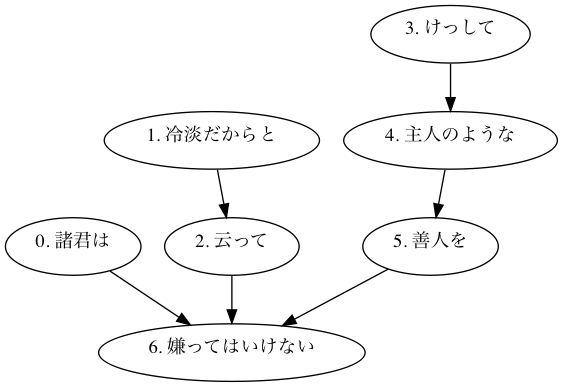 3. けっして
1. 冷淡だからと
4. 主人のような
0. 諸君は
2. 云って
5. 善人を
6. 嫌ってはいけない